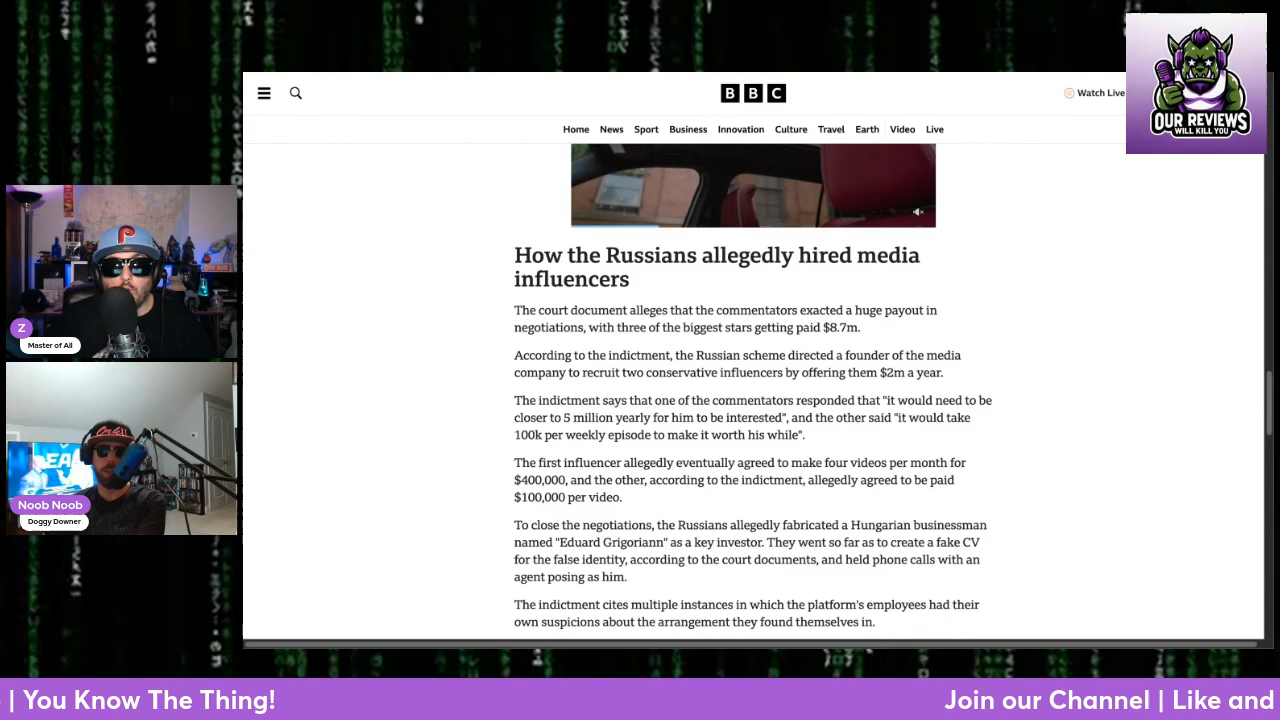 BBC
Watch Live
Home News Sport Business Innovation Culture Travel Earth Video Live
OUR REVIEWS
WILL KILL YOU
How the Russians allegedly hired media
influencers
The court document alleges that the commentators exacted a huge payout in
negotiations, with three of the biggest stars getting paid $8.7m.
According to the indictment, the Russian scheme directed a founder of the media
company to recruit two conservative influencers by offering them $2m a year.
The indictment says that one of the commentators responded that "it would need to be
closer to 5 million yearly for him to be interested", and the other said "it would take
100k per weekly episode to make it worth his while".
The first influencer allegedly eventually agreed to make four videos per month for
$400,000, and the other, according to the indictment, allegedly agreed to be paid
$100,000 per video.
To close the negotiations, the Russians allegedly fabricated a Hungarian businessman
named "Eduard Grigoriann" as a key investor. They went so far as to create a fake CV
for the false identity, according to the court documents, and held phone calls with an
agent posing as him.
The indictment cites multiple instances in which the platform's employees had their
own suspicions about the arrangement they found themselves in.
P
ON AIR
Z
Master of All
Noob Noob
Doggy Downer
| You Know The Thing!
Join our Channel | Like and